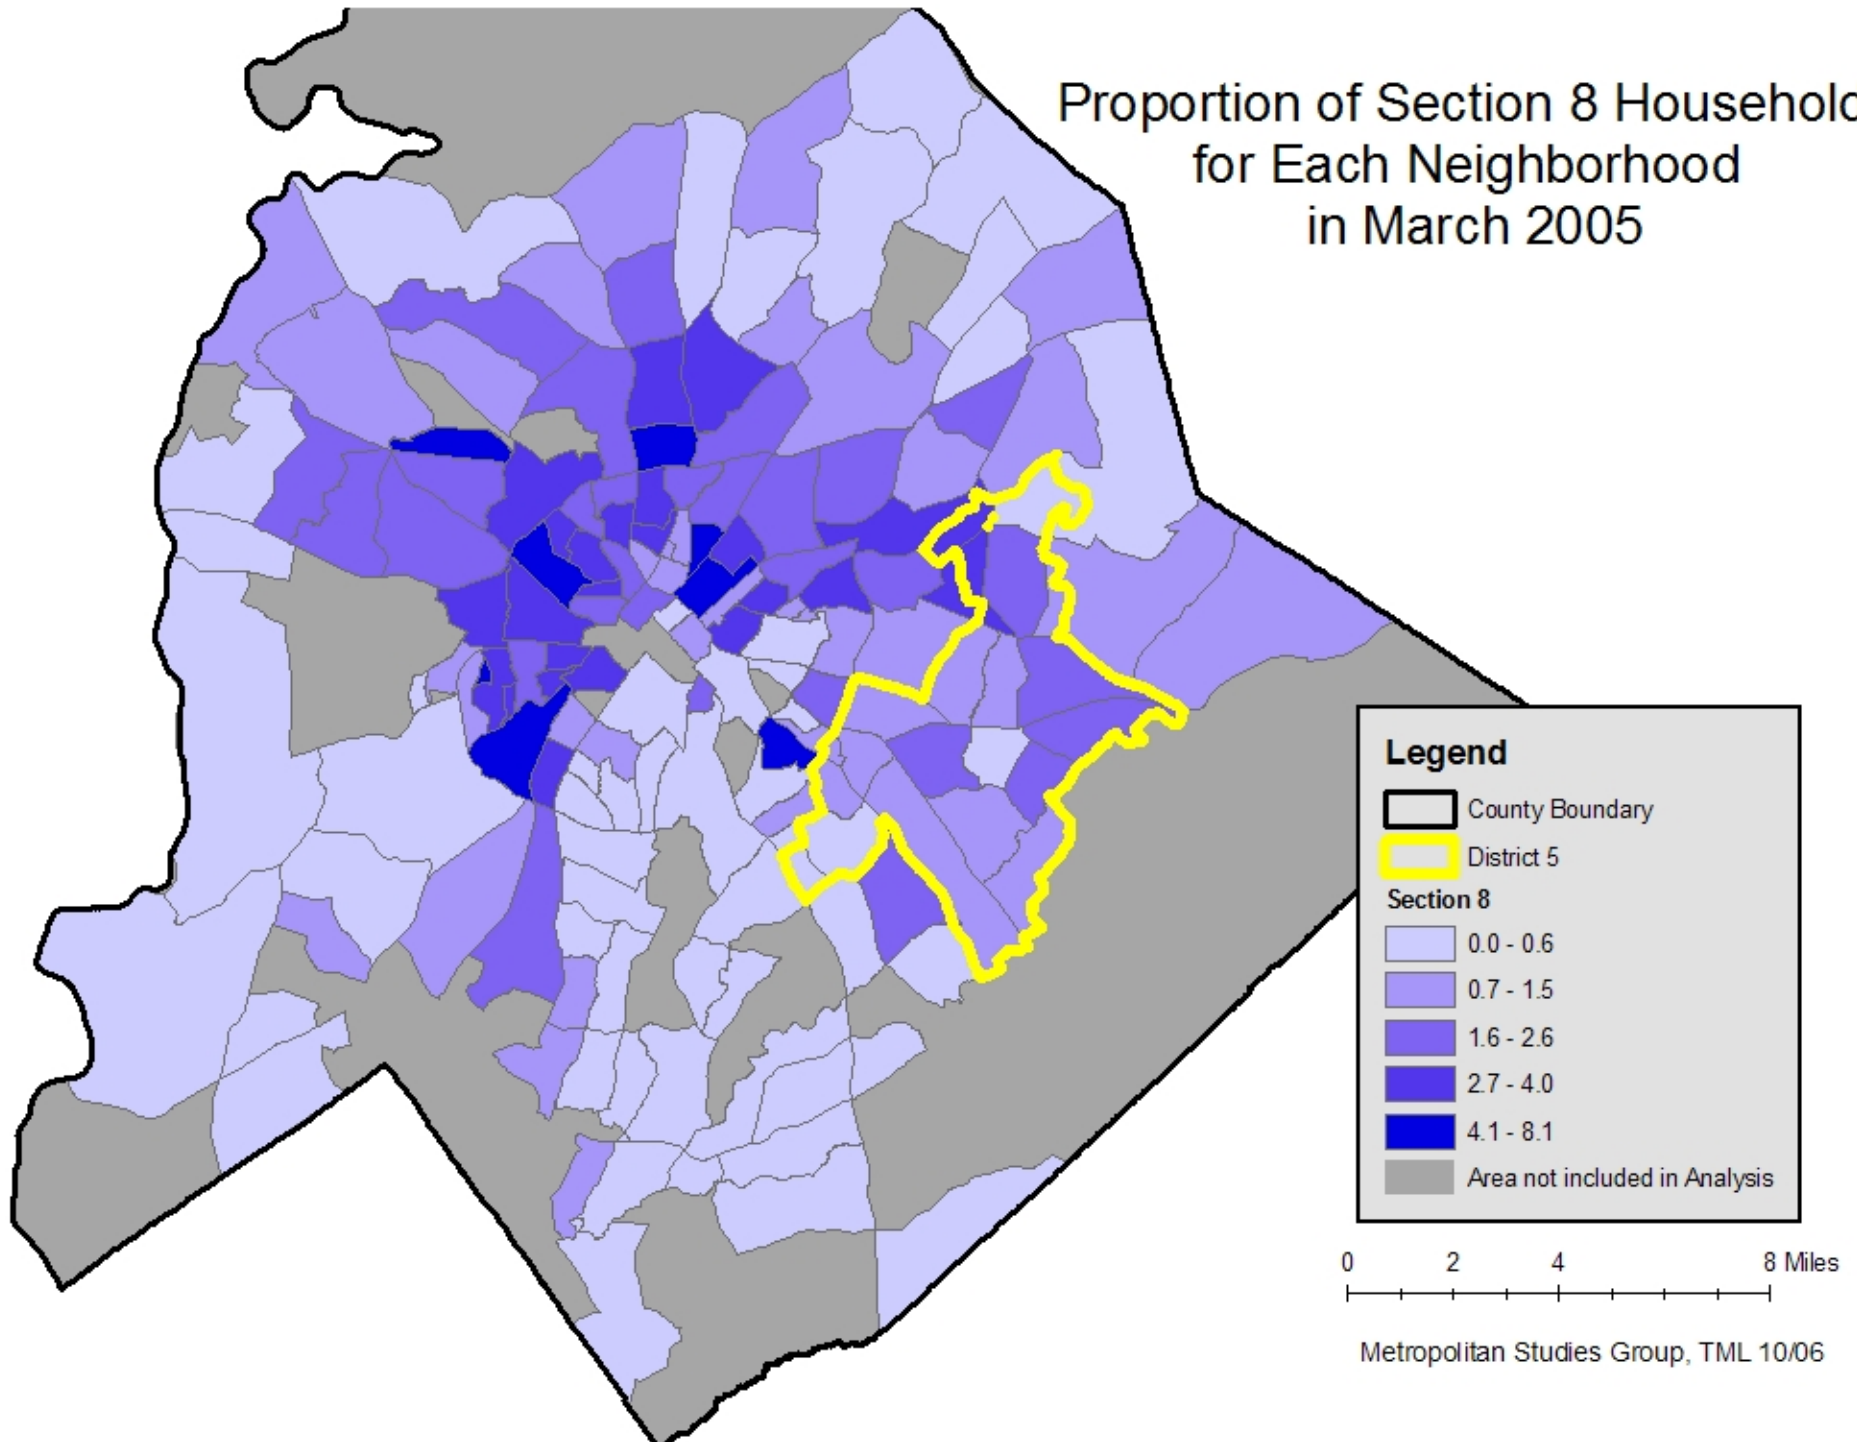 Proportion of Section 8 Househol
for Each Neighborhood
in March 2005
Legend
County Boundary
District 5
Section 8
0.0 - 0.6
0.7 - 1.5
1.6 - 2.6
2.7 - 4.0
4.1 - 8.1
Area not included in Analysis
0 2 4 8 Miles
Metropolitan Studies Group, TML 10/06